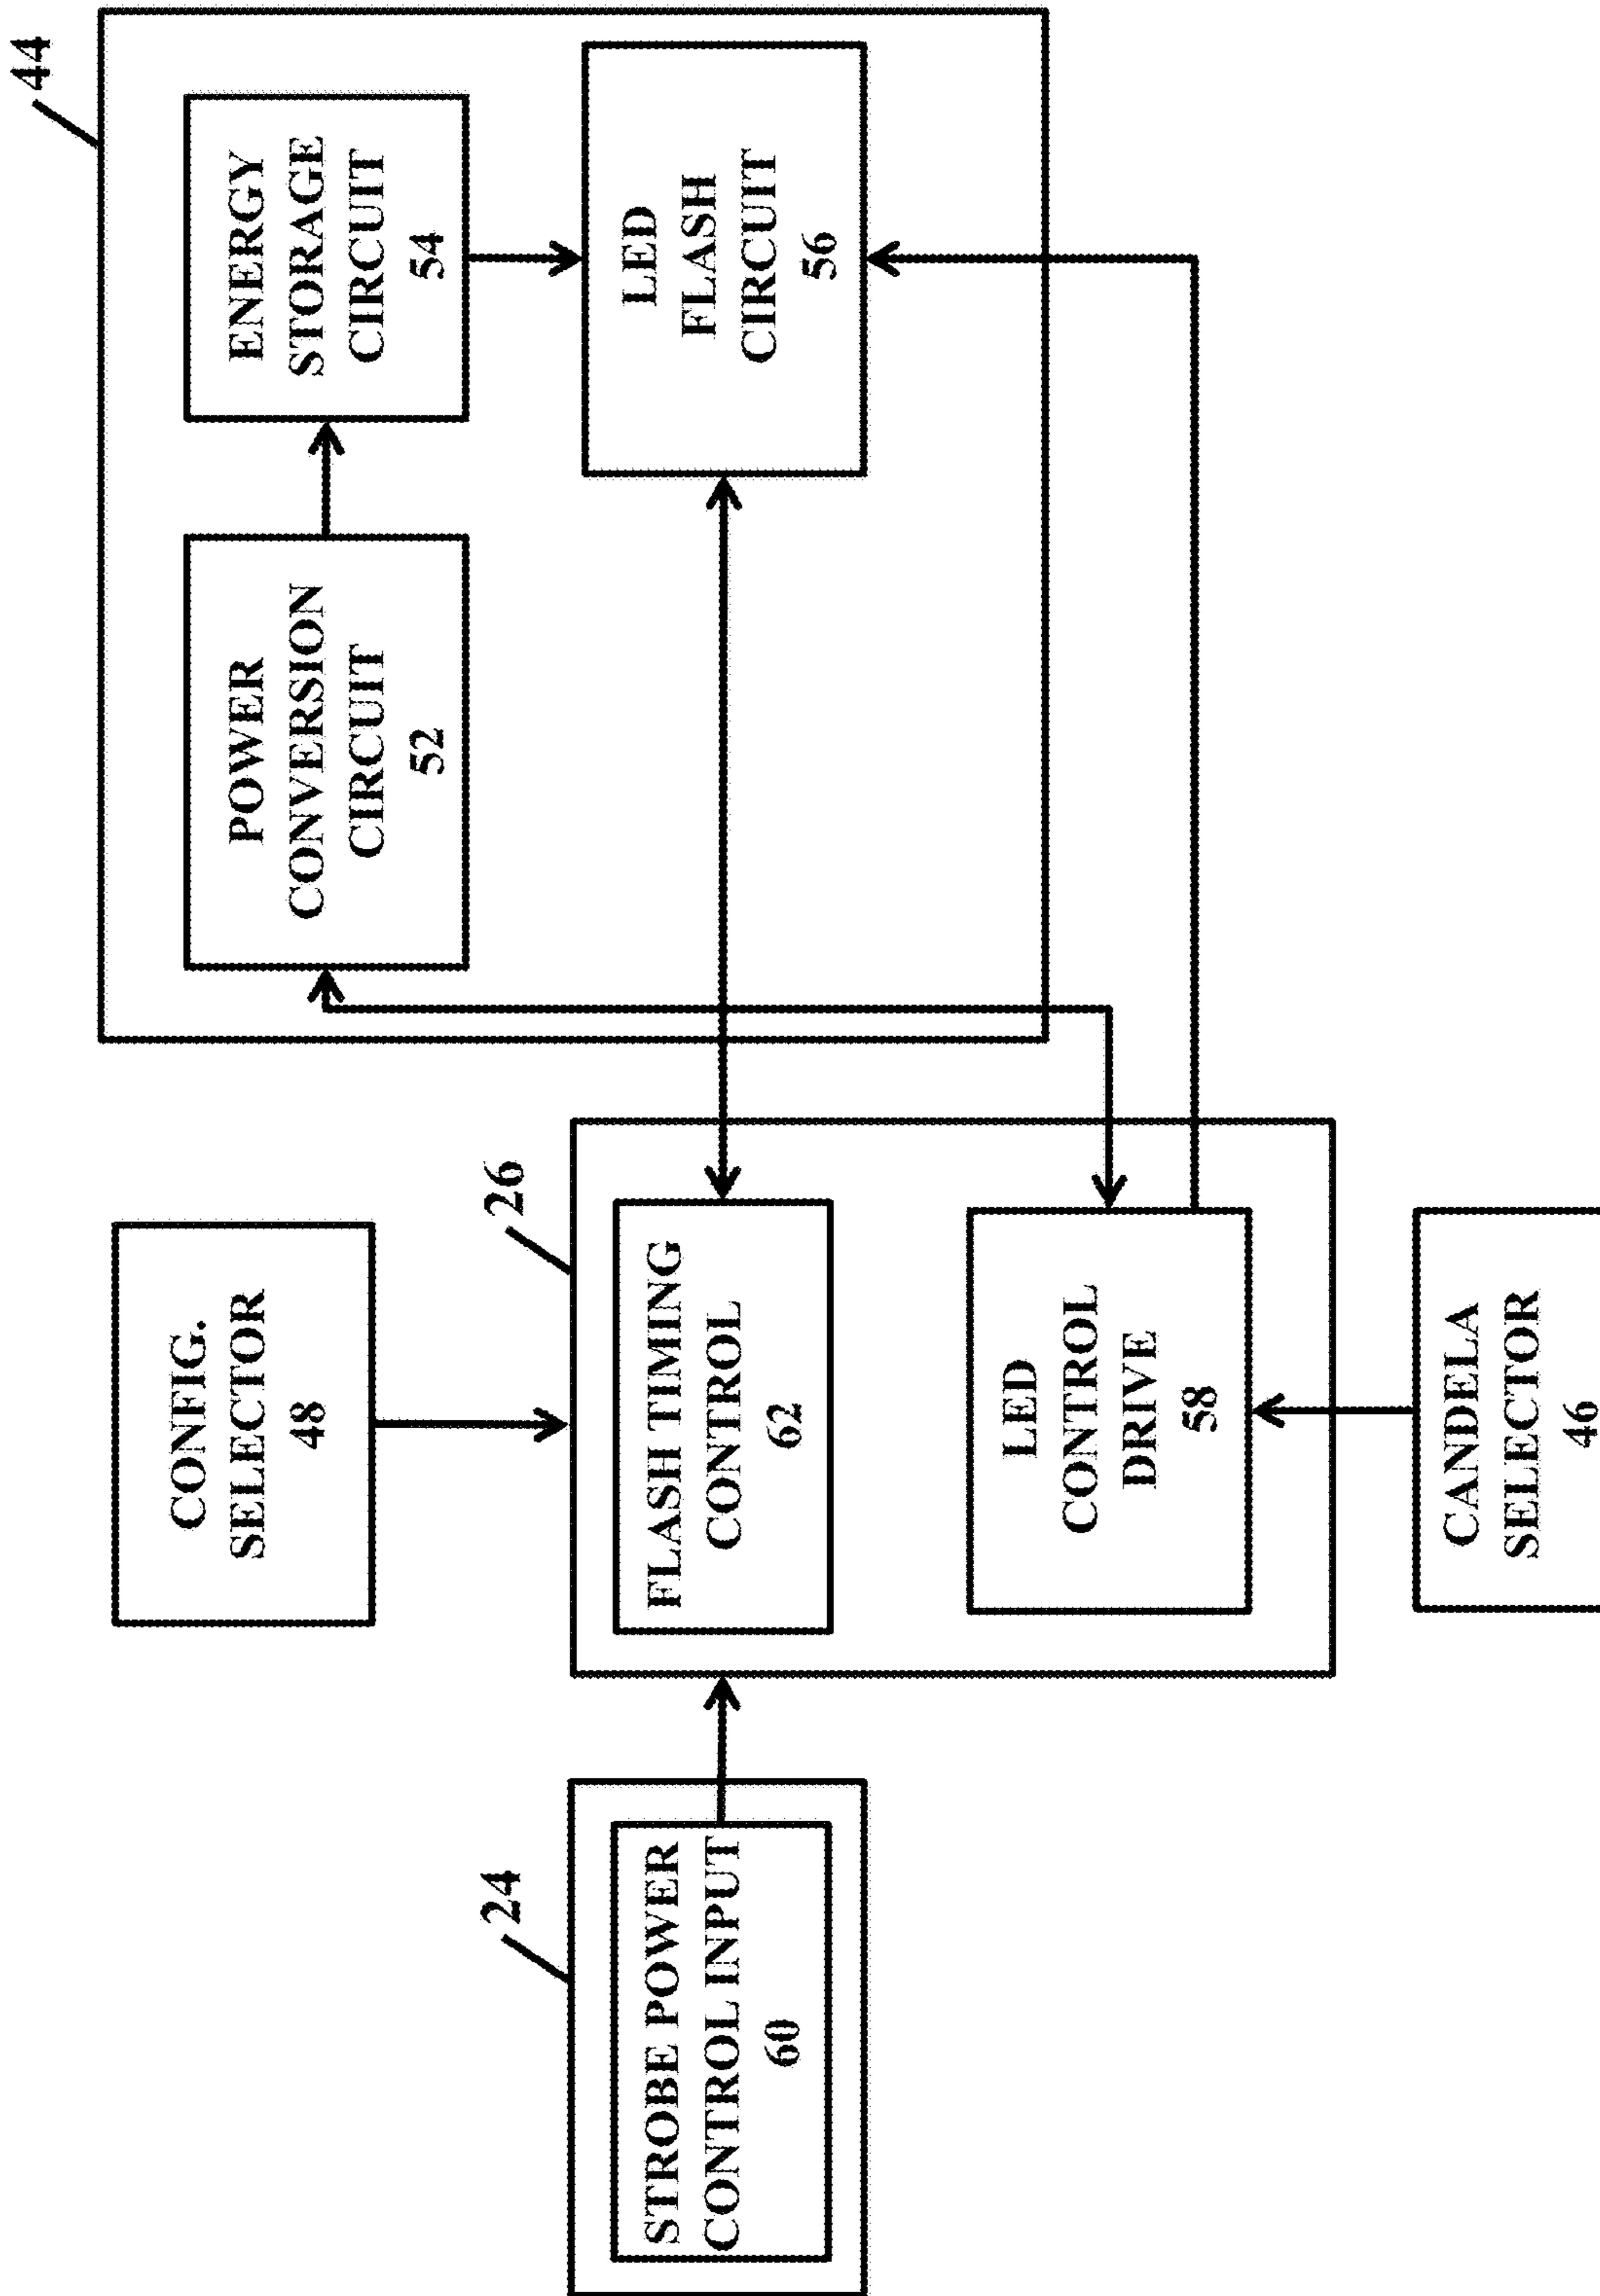 44
POWER
CONVERSION
CIRCUIT
52
ENERGY
STORAGE
CIRCUIT
54
LED
FLASH
CIRCUIT
56
CONFIG.
SELECTOR
48
26
FLASH TIMING
CONTROL
62
LED
CONTROL
DRIVE
58
24
STROBE POWER
CONTROL INPUT
60
CANDELA
SELECTOR
46